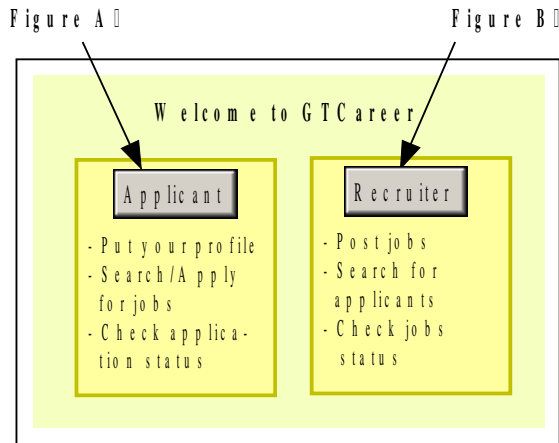 Figure A
Figure B
Welcome to GTCareer
Applicant
- Put your profile
- Search/Apply
for jobs
- Check applica-
tion status
Recruiter
- Post jobs
- Search for
applicants
- Check jobs
status